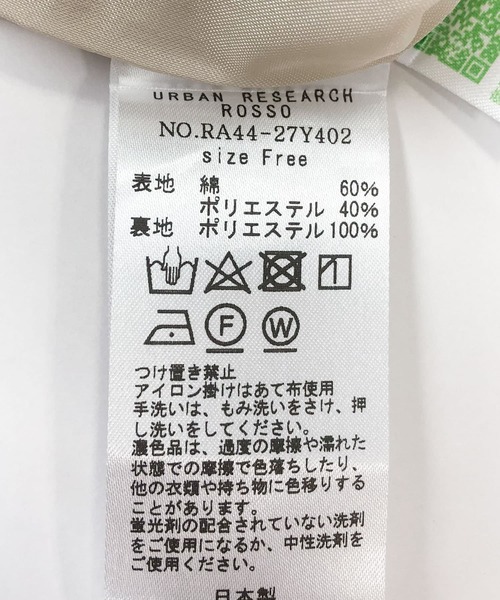 URBAN RESEARCH
ROSSO
NO.RA44-27Y402
size Free
表地 綿 60%
ポリエステル 40%
裏地 ポリエステル 100%
F W
つけ置き禁止
アイロン掛けはあて布使用
手洗いは、もみ洗いをさけ、押
し洗いをしてください。
濃色品は、過度の摩擦や濡れた
状態での摩擦で色落ちしたり、
他の衣類や持ち物に色移りする
ことがあります。
蛍光剤の配合されていない洗剤
をご使用になるか、中性洗剤を
ご使用ください。
日本製